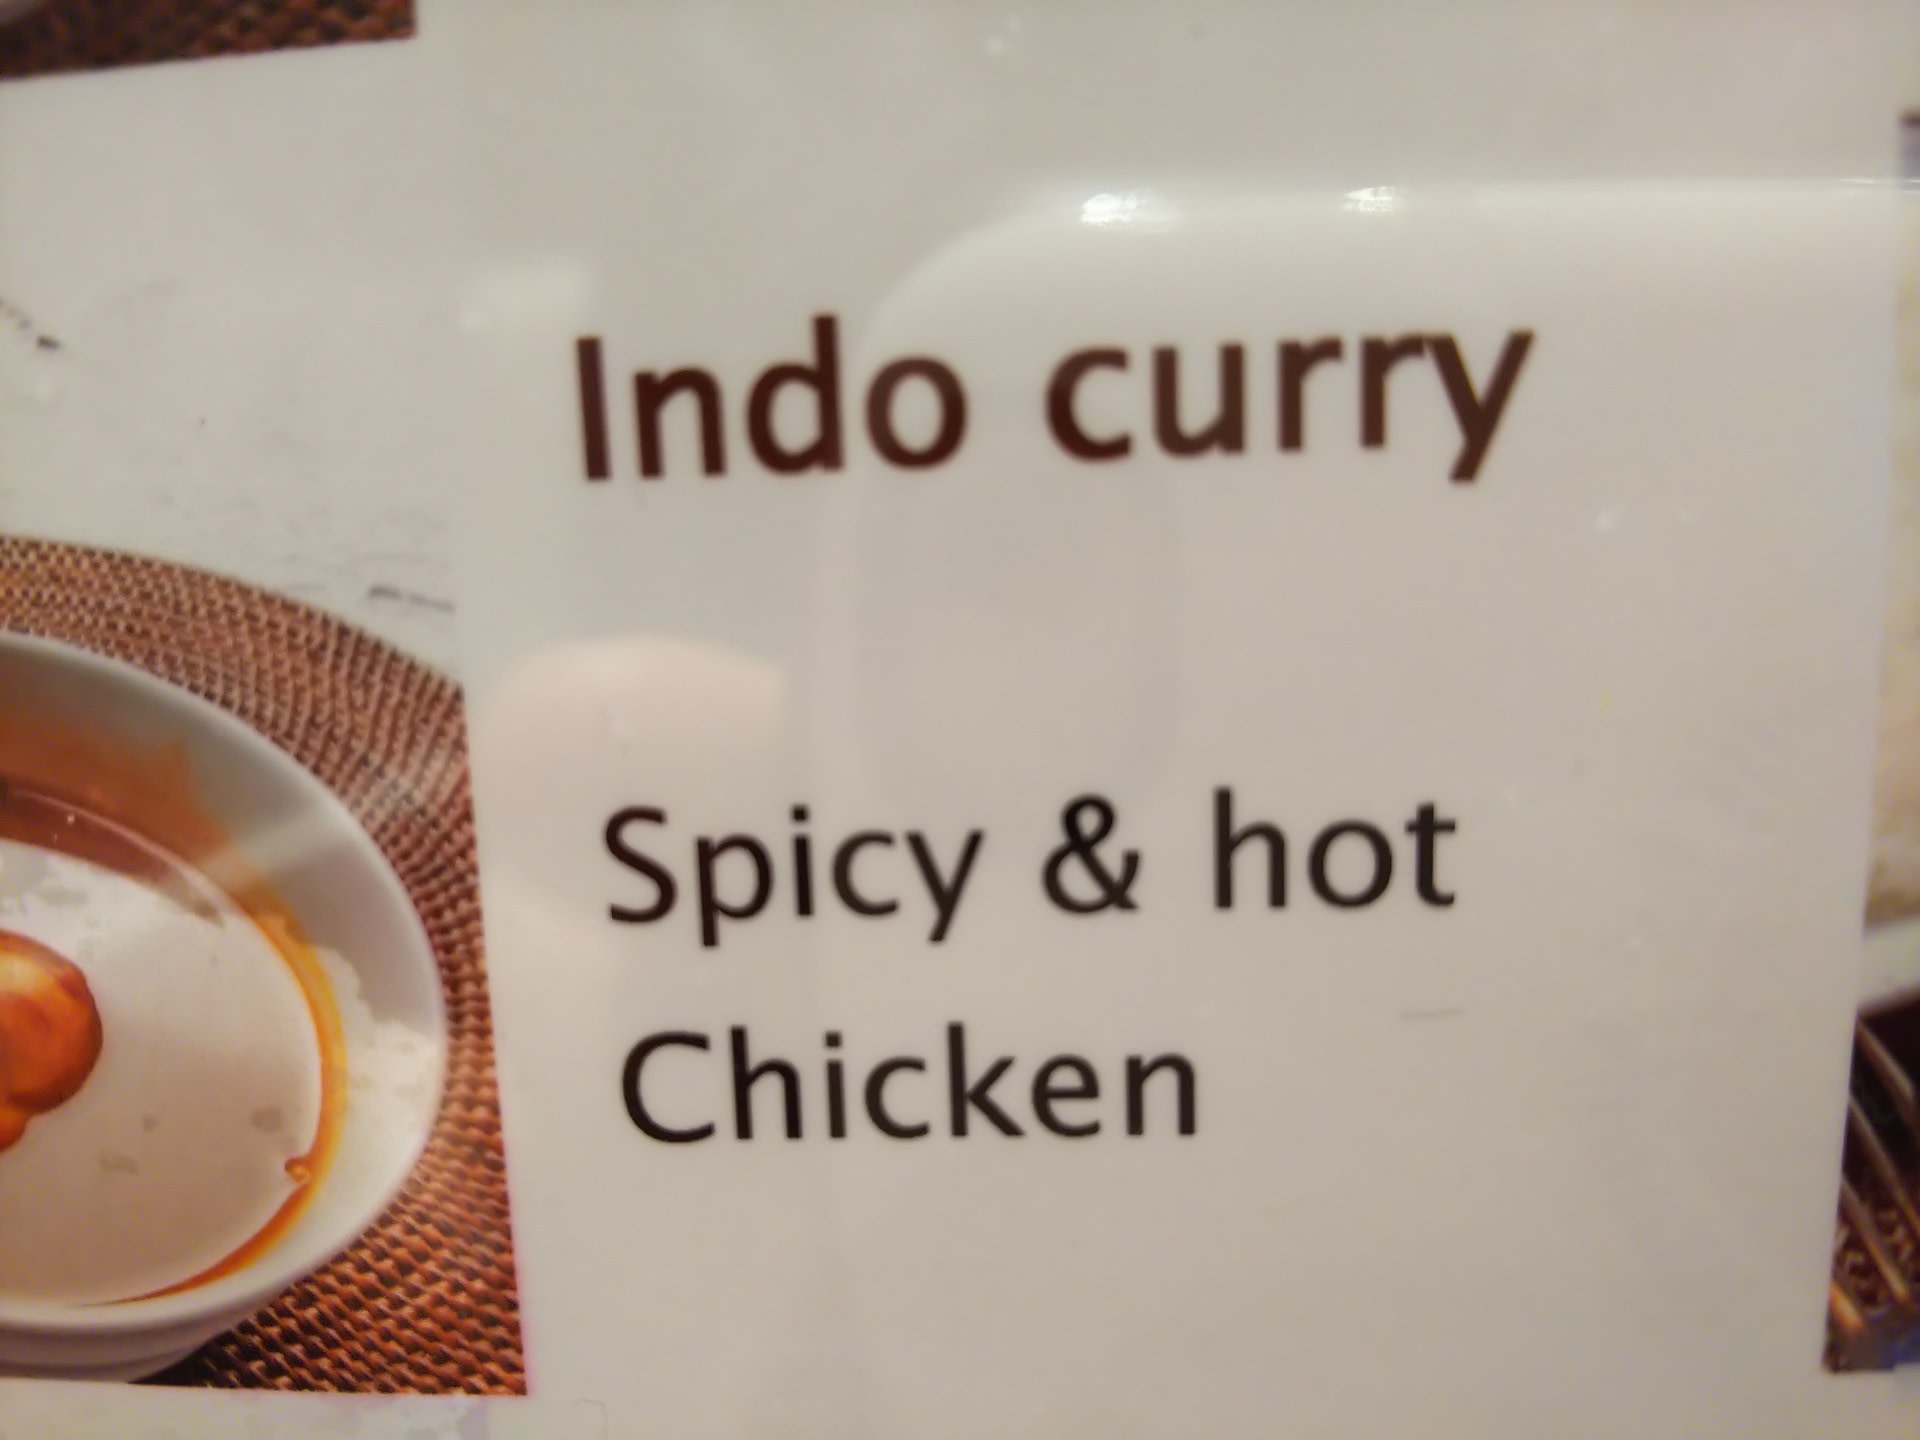 Indo curry
Spicy & hot
Chicken